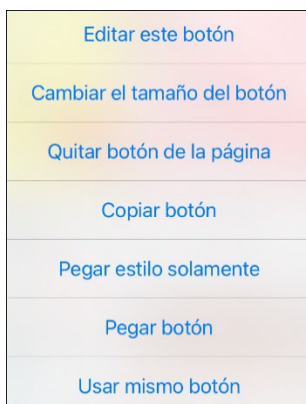 Editar este botón
Cambiar el tamaño del botón
Quitar botón de la página
Copiar botón
Pegar estilo solamente
Pegar botón
Usar mismo botón